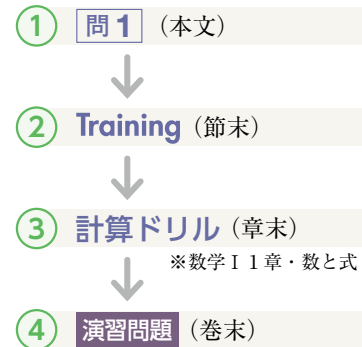 ① 問1（本文）
② Training（節末）
③ 計算ドリル（章末）
※数学Ⅰ1章・数と式
④ 演習問題（巻末）